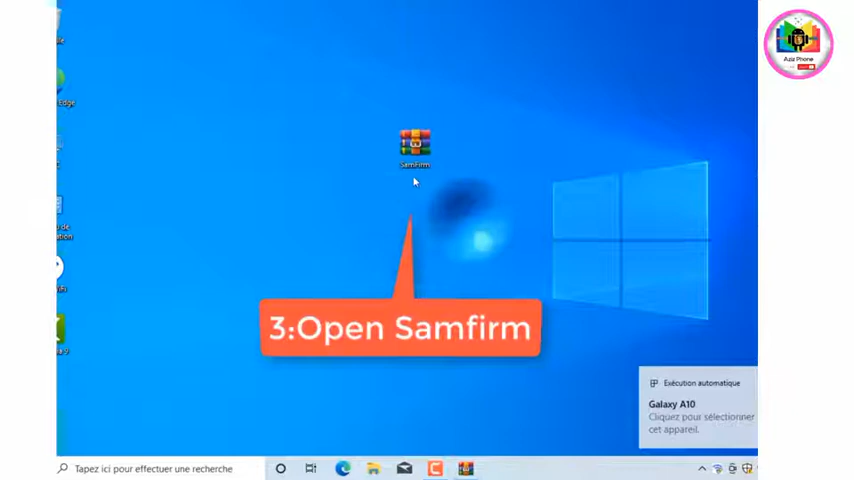 Aziz Phone
Edge
SamFirm
3:Open Samfirm
Exécution automatique
Galaxy A10
Cliquez pour sélectionner
cet appareil.
Tapez ici pour effectuer une recherche